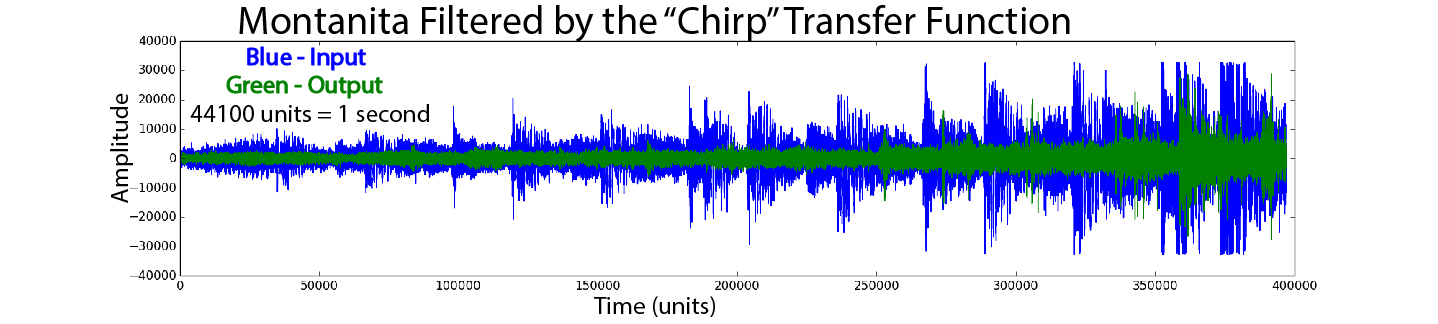 Montanita Filtered by the “Chirp” Transfer Function
Blue - Input
Green - Output
44100 units = 1 second
Amplitude
40000
30000
20000
10000
0
−10000
−20000
−30000
−40000
0 50000 100000 150000 200000 250000 300000 350000 400000
Time (units)